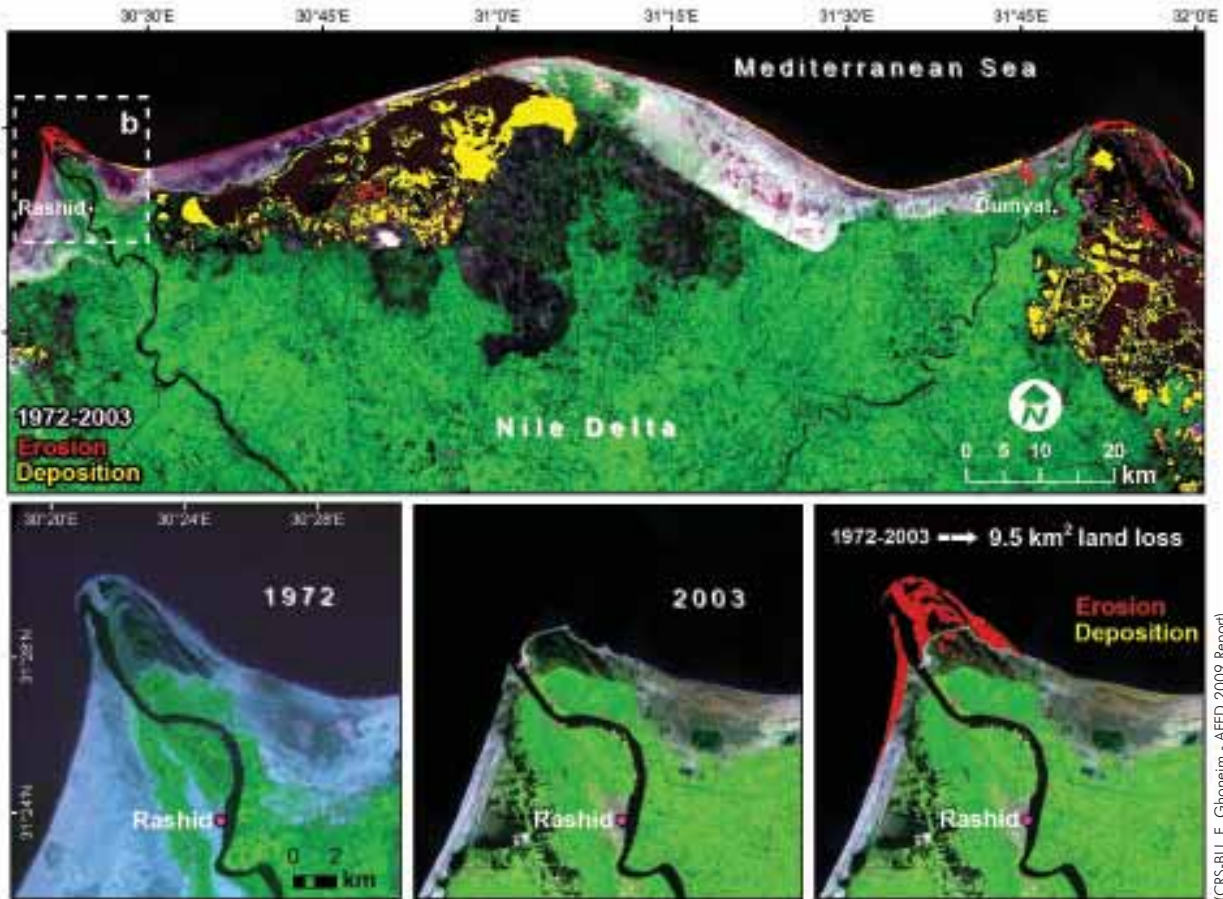 30°30'E 30°45'E 31°0'E 31°15'E 31°30'E 31°45'E 32°0'E
Mediterranean Sea
b
Rashid
Dumyat
Nile Delta
1972-2003
Erosion
Deposition
N
0 5 10 20
km
30°20'E 30°24'E 30°28'E
31°28'N
31°24'N
1972
Rashid
0 2
km
2003
Rashid
1972-2003 9.5 km² land loss
Erosion
Deposition
Rashid
(CRS-BU, E. Ghoneim - AFED 2009 Report)